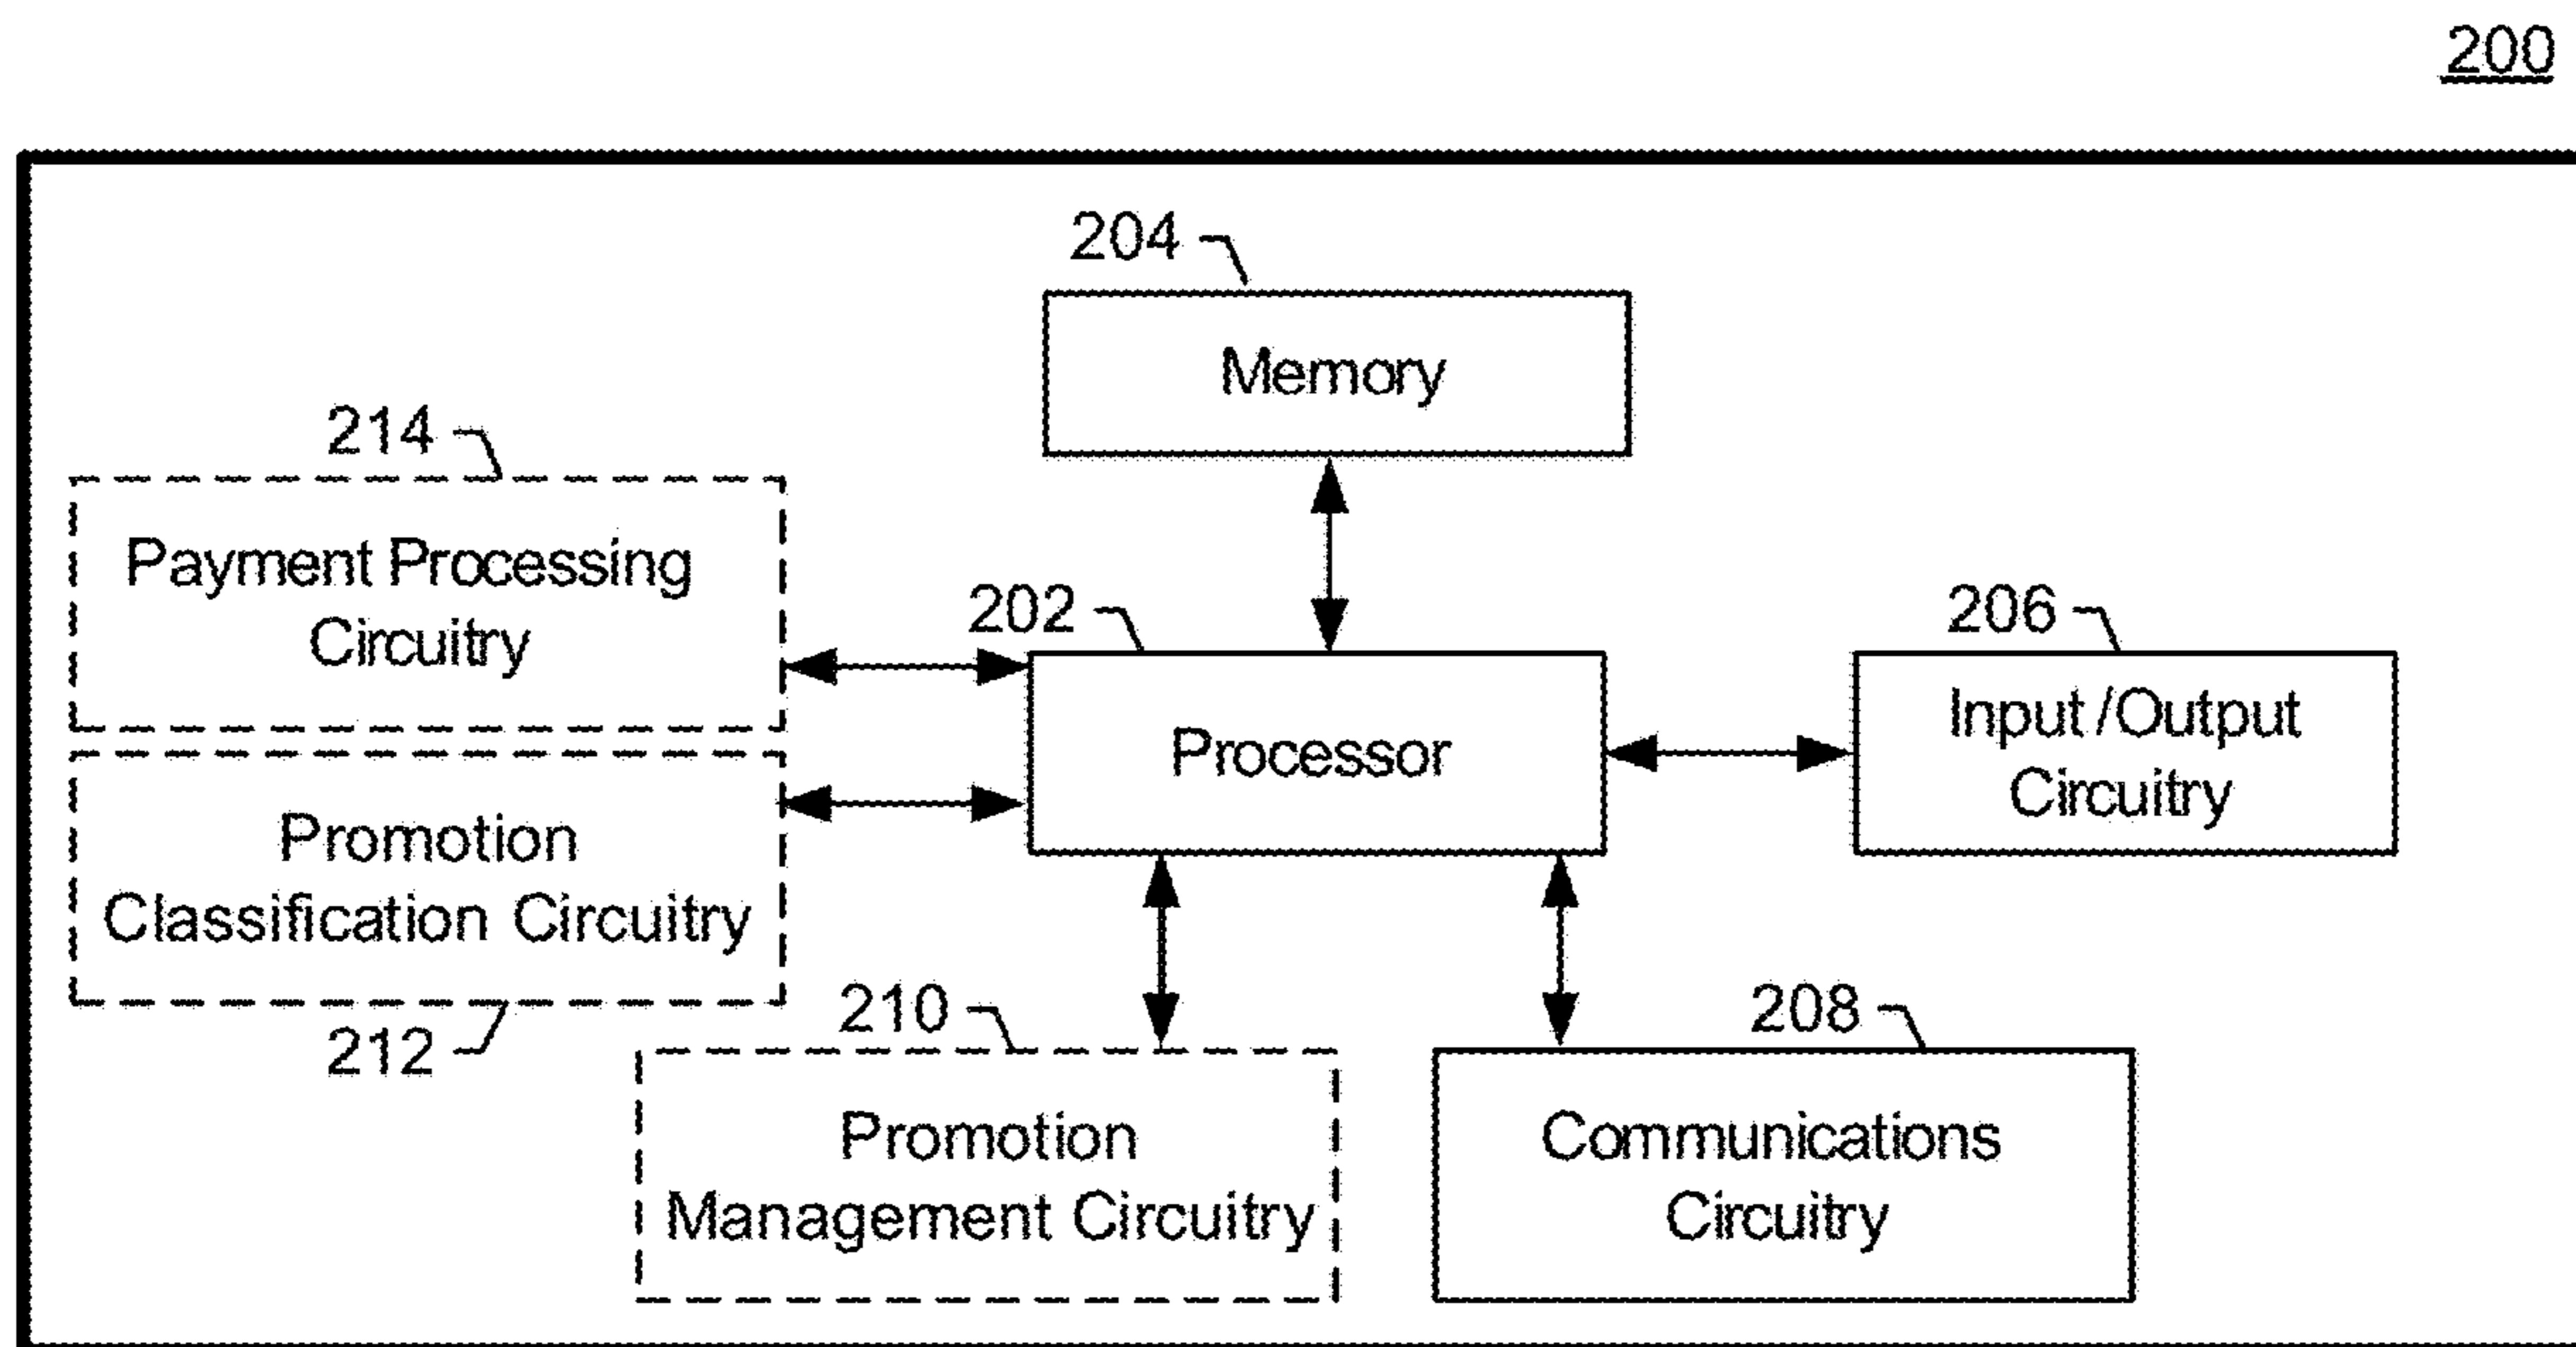 200
204
Memory
214
Payment Processing
Circuitry
202
Processor
206
Input /Output
Circuitry
Promotion
Classification Circuitry
212
210
Promotion
Management Circuitry
208
Communications
Circuitry